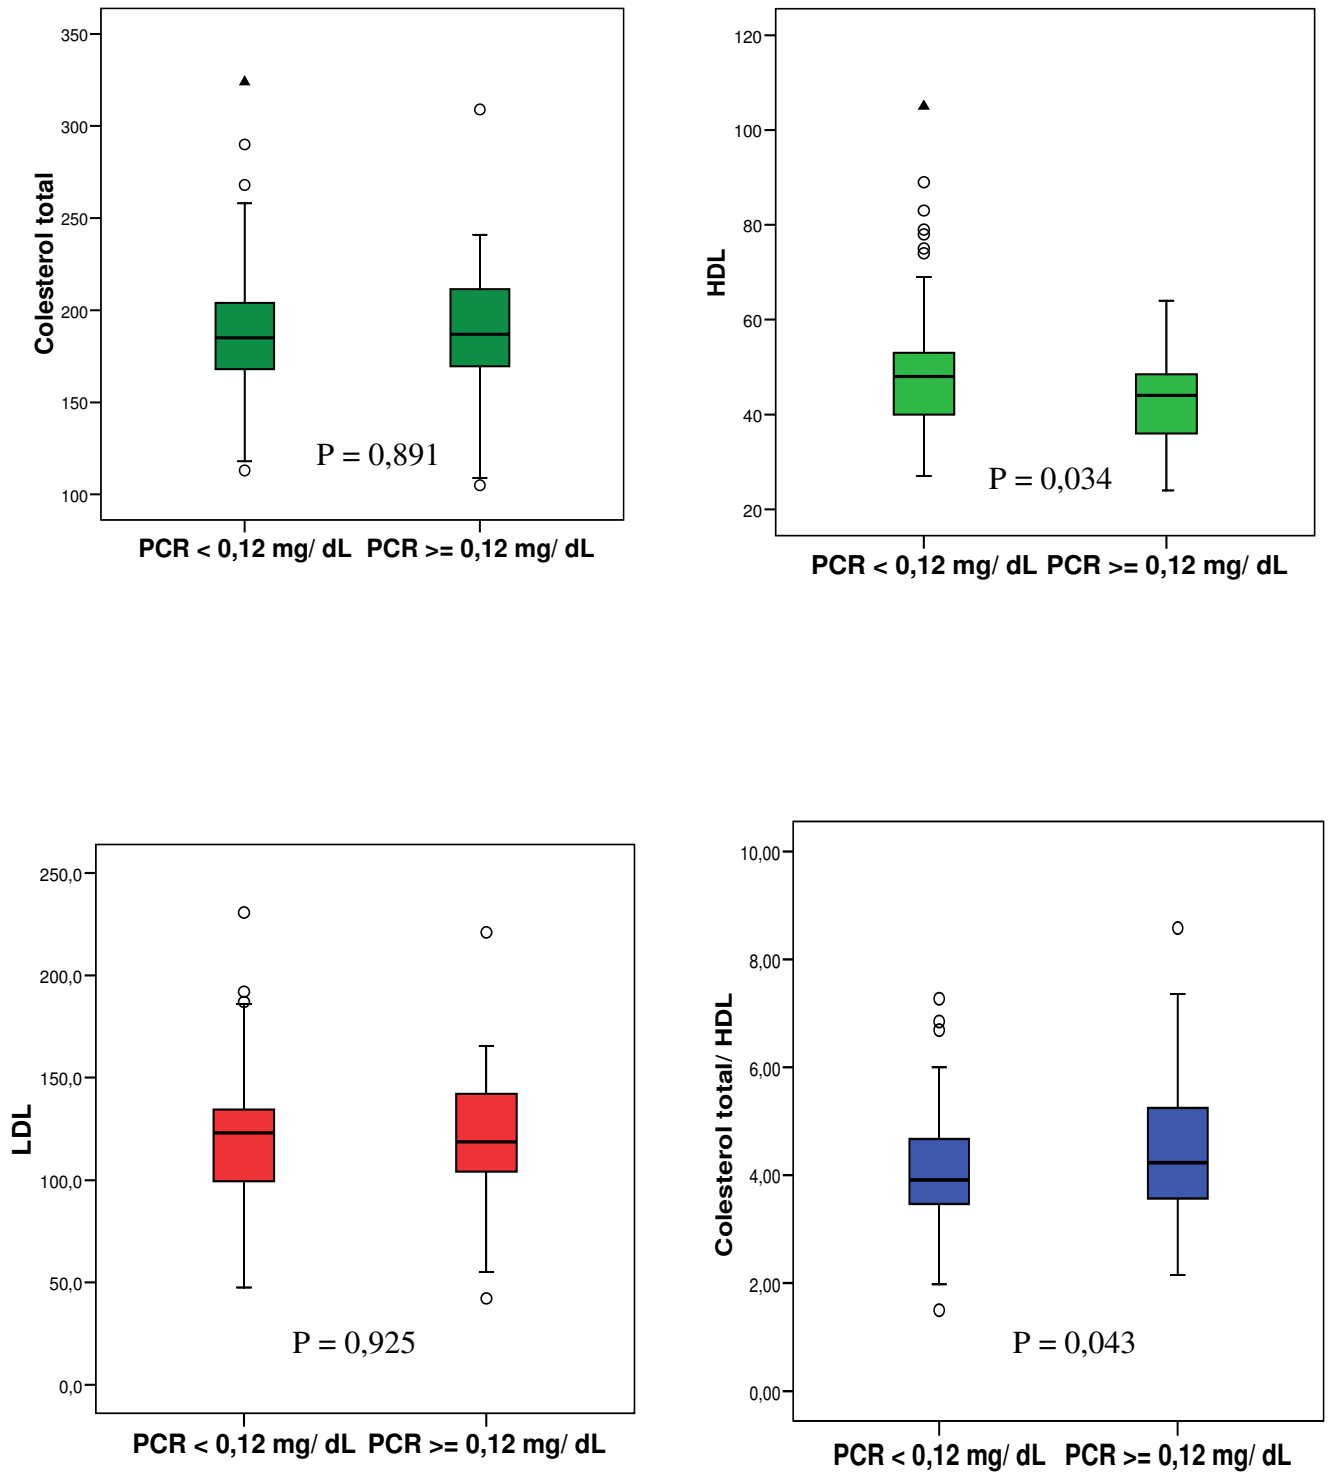 350
300
250
200
150
100
Colesterol total
P = 0,891
PCR < 0,12 mg/ dL PCR >= 0,12 mg/ dL
120
100
80
60
40
20
HDL
P = 0,034
PCR < 0,12 mg/ dL PCR >= 0,12 mg/ dL
250,0
200,0
150,0
100,0
50,0
0,0
LDL
P = 0,925
PCR < 0,12 mg/ dL PCR >= 0,12 mg/ dL
10,00
8,00
6,00
4,00
2,00
0,00
Colesterol total/ HDL
P = 0,043
PCR < 0,12 mg/ dL PCR >= 0,12 mg/ dL